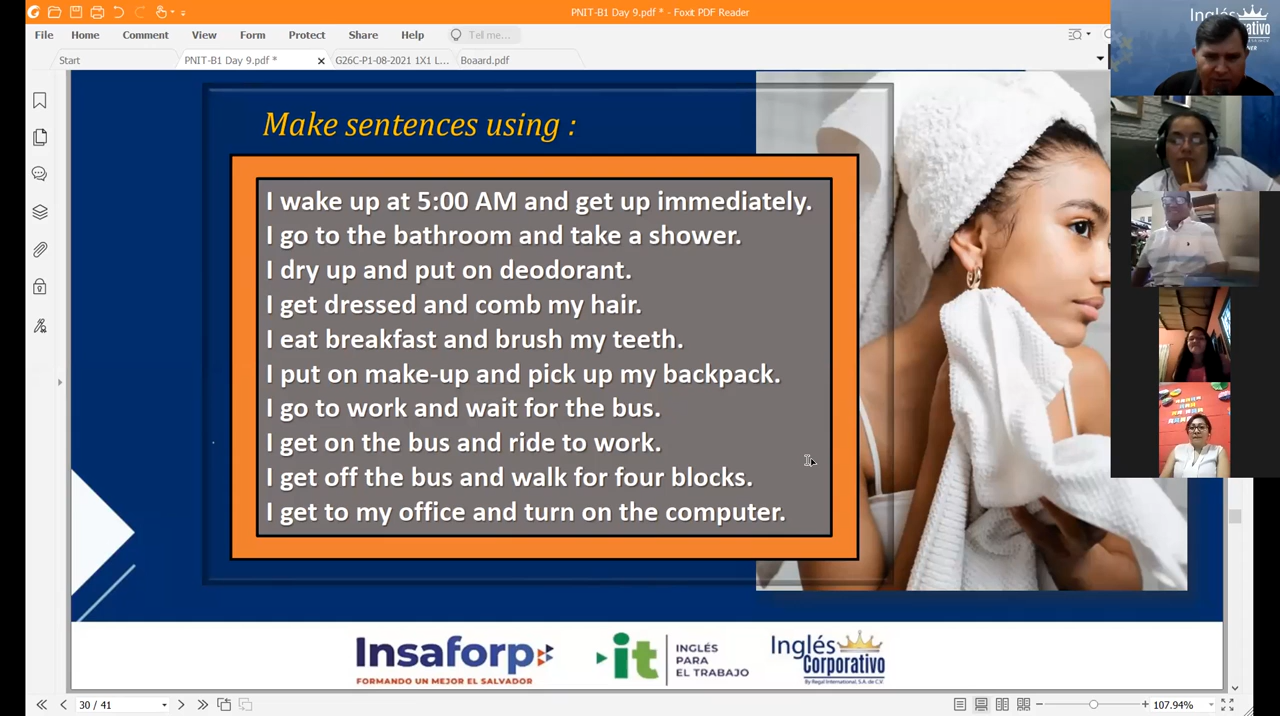 PNIT-B1 Day 9.pdf * - Foxit PDF Reader
File Home Comment View Form Protect Share Help Tell me...
Start PNIT-B1 Day 9.pdf * G26C-P1-08-2021 1X1 L... Boaard.pdf
Make sentences using :
I wake up at 5:00 AM and get up immediately.
I go to the bathroom and take a shower.
I dry up and put on deodorant.
I get dressed and comb my hair.
I eat breakfast and brush my teeth.
I put on make-up and pick up my backpack.
I go to work and wait for the bus.
I get on the bus and ride to work.
I get off the bus and walk for four blocks.
I get to my office and turn on the computer.
Insaforp
FORMANDO UN MEJOR EL SALVADOR
it
INGLÉS
PARA
EL TRABAJO
Inglés
Corporativo
By Regal International, S.A. de C.V.
30 / 41
107.94%